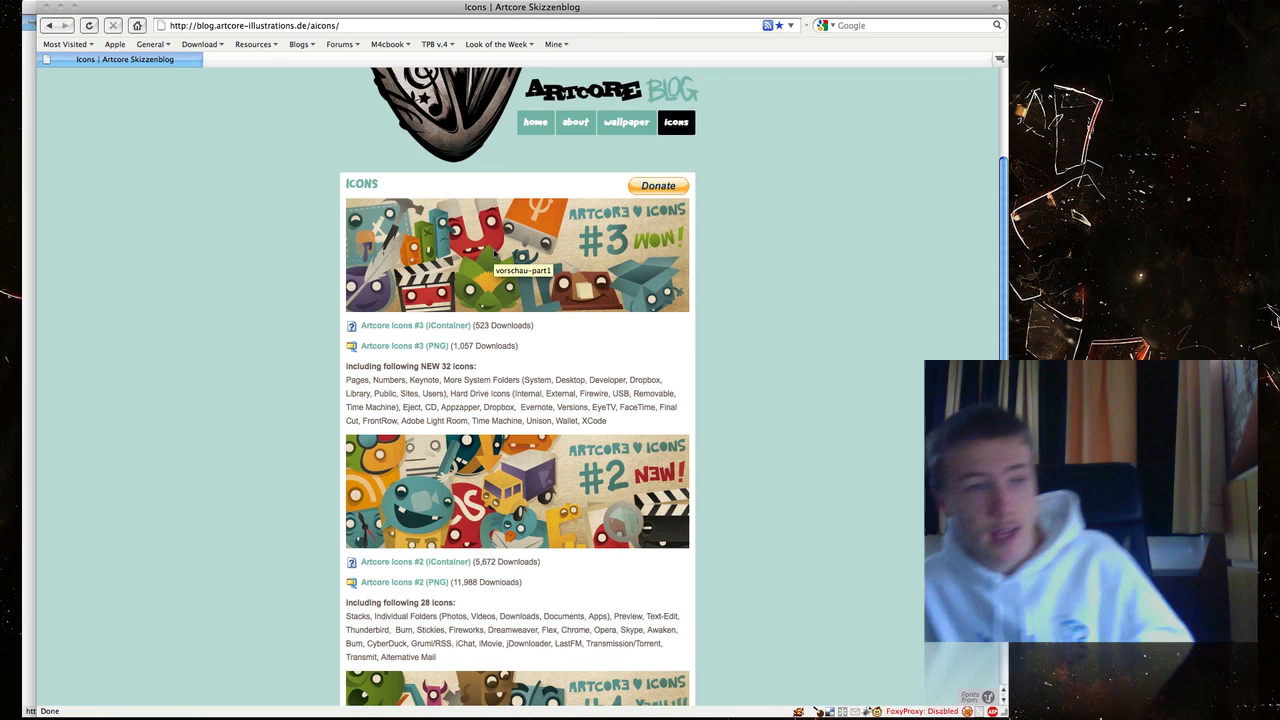 Icons | Artcore Skizzenblog
http://blog.artcore-illustrations.de/aicons/
Google
Most Visited
Apple
General
Download
Resources
Blogs
Forums
M4cbook
TPB v.4
Look of the Week
Mine
Icons | Artcore Skizzenblog
ARTCORE BLOG
home
about
wallpaper
icons
ICONS
Donate
ARTCORE ♥ ICONS
#3 WOW!
vorschau-part1
Artcore Icons #3 (iContainer) (523 Downloads)
Artcore Icons #3 (PNG) (1,057 Downloads)
including following NEW 32 icons:
Pages, Numbers, Keynote, More System Folders (System, Desktop, Developer, Dropbox,
Library, Public, Sites, Users), Hard Drive Icons (Internal, External, Firewire, USB, Removable,
Time Machine), Eject, CD, Appzapper, Dropbox, Evernote, Versions, EyeTV, FaceTime, Final
Cut, FrontRow, Adobe Light Room, Time Machine, Unison, Wallet, XCode
ARTCORE ♥ ICONS
#2 NEW!
Artcore Icons #2 (iContainer) (5,672 Downloads)
Artcore Icons #2 (PNG) (11,988 Downloads)
including following 28 icons:
Stacks, Individual Folders (Photos, Videos, Downloads, Documents, Apps), Preview, Text-Edit,
Thunderbird, Burn, Stickies, Fireworks, Dreamweaver, Flex, Chrome, Opera, Skype, Awaken,
Burn, CyberDuck, Gruml/RSS, iChat, iMovie, jDownloader, LastFM, Transmission/Torrent,
Transmit, Alternative Mail
ARTCORE ♥ ICONS
Fonts
from
htt
Done
FoxyProxy: Disabled
ABP